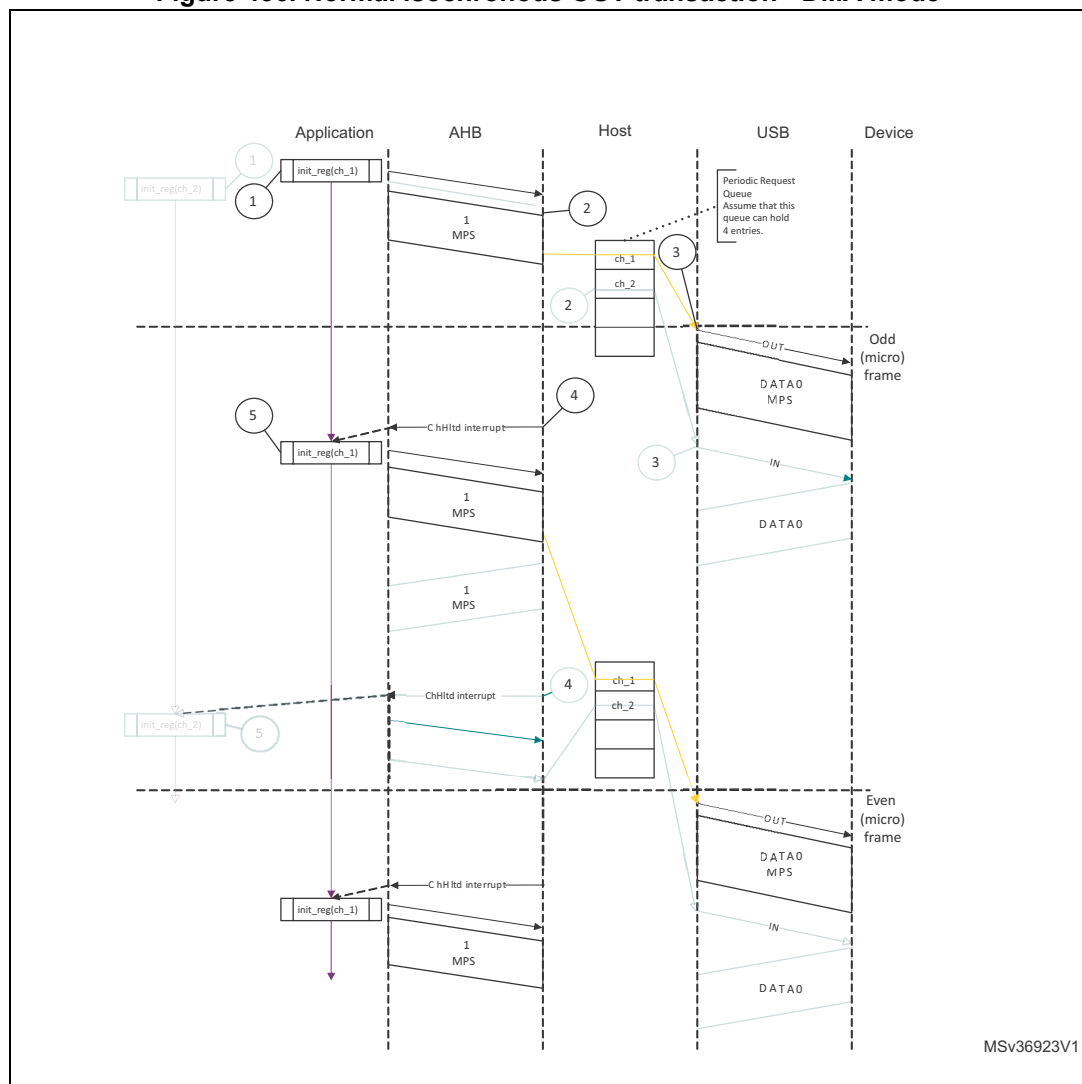 Application AHB Host USB Device
1
init_reg(ch_1)
init_reg(ch_2)
1
Periodic Request
Queue
Assume that this
queue can hold
4 entries.
2
1
MPS
3
ch_1
ch_2
2
Odd
(micro)
frame
OUT
DATA0
MPS
4
5
ChHltd interrupt
init_reg(ch_1)
3
IN
1
MPS
DATA0
1
MPS
4
ch_1
ChHltd interrupt
ch_2
init_reg(ch_2)
5
Even
(micro)
frame
OUT
DATA0
MPS
ChHltd interrupt
init_reg(ch_1)
IN
1
MPS
DATA0
MSv36923V1